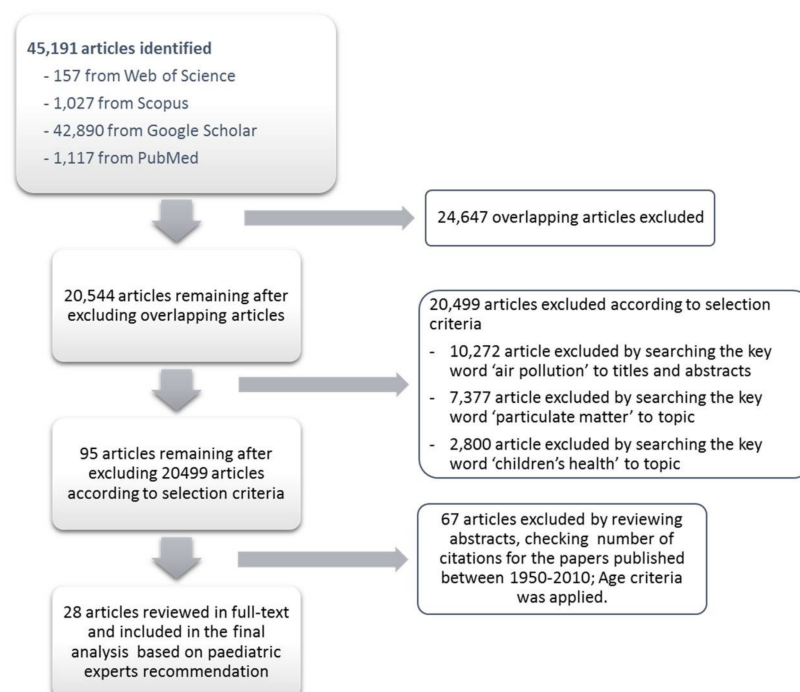 45,191 articles identified
- 157 from Web of Science
- 1,027 from Scopus
- 42,890 from Google Scholar
- 1,117 from PubMed
24,647 overlapping articles excluded
20,544 articles remaining after
excluding overlapping articles
20,499 articles excluded according to selection
criteria
- 10,272 article excluded by searching the key
word ‘air pollution’ to titles and abstracts
- 7,377 article excluded by searching the key
word ‘particulate matter’ to topic
- 2,800 article excluded by searching the key
word ‘children’s health’ to topic
95 articles remaining after
excluding 20499 articles
according to selection criteria
67 articles excluded by reviewing
abstracts, checking number of
citations for the papers published
between 1950-2010; Age criteria
was applied.
28 articles reviewed in full-text
and included in the final
analysis based on paediatric
experts recommendation